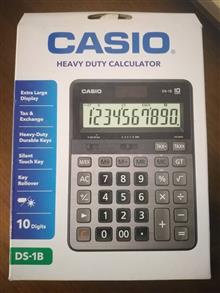 CASIO
HEAVY DUTY CALCULATOR
Extra Large
Display
Tax &
Exchange
Heavy-Duty
Durable Keys
Silent
Touch Key
Key
Rollover
10 Digits
DS-1B
CASIO
DS-1B
1234567890.
TAX-
TAX+
MU
MC
MR
M-
M+
GT
AC
7
8
9
%
C
4
5
6
×
÷
1
2
3
+
-
0
00
.
=